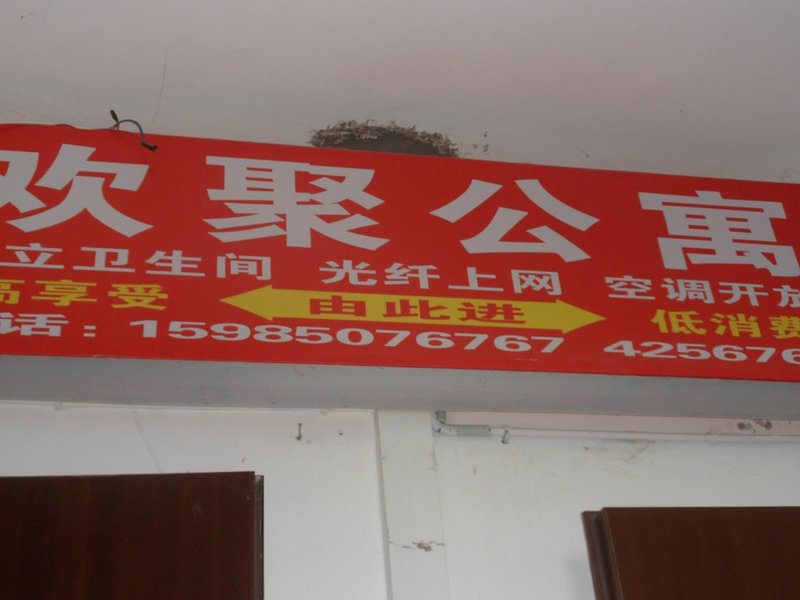 欢聚公寓
立卫生间 光纤上网 空调开放
高享受 由此进 低消费
话：15985076767 425676